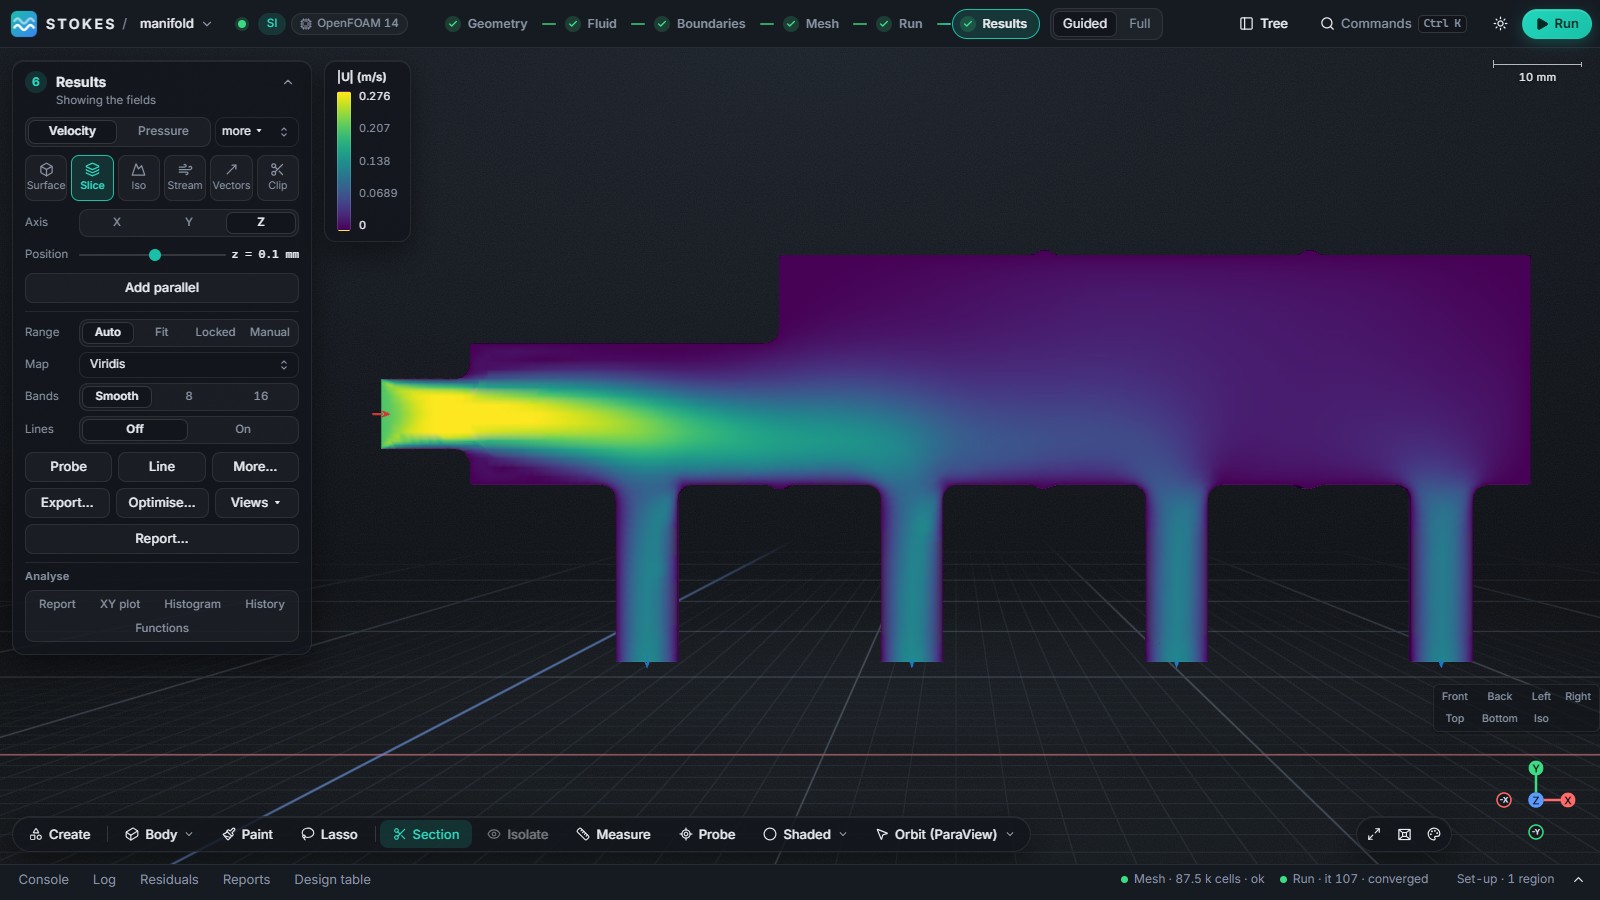 STOKES / manifold
SI
OpenFOAM 14
Geometry
Fluid
Boundaries
Mesh
Run
Results
Guided
Full
Tree
Commands
Ctrl K
Run
6
Results
Showing the fields
Velocity
Pressure
more
Surface
Slice
Iso
Stream
Vectors
Clip
Axis
X
Y
Z
Position
z = 0.1 mm
Add parallel
Range
Auto
Fit
Locked
Manual
Map
Viridis
Bands
Smooth
8
16
Lines
Off
On
Probe
Line
More...
Export...
Optimise...
Views
Report...
Analyse
Report
XY plot
Histogram
History
Functions
|U| (m/s)
0.276
0.207
0.138
0.0689
0
10 mm
Front
Back
Left
Right
Top
Bottom
Iso
Y
-X
Z
X
-Y
Create
Body
Paint
Lasso
Section
Isolate
Measure
Probe
Shaded
Orbit (ParaView)
Console
Log
Residuals
Reports
Design table
Mesh · 87.5 k cells · ok
Run · it 107 · converged
Set-up · 1 region